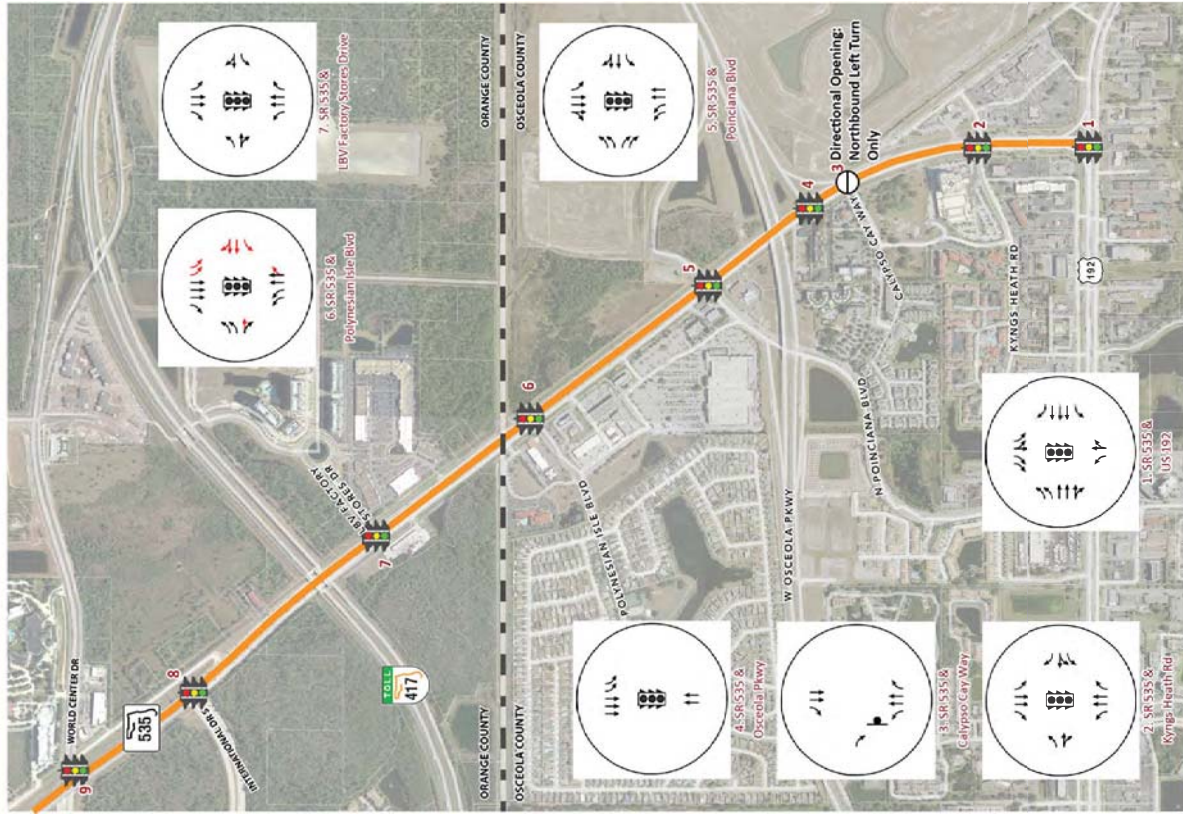 7. SR 535 &
LBV Factory Stores Drive
6. SR 535 &
Polynesian Isle Blvd
ORANGE COUNTY
OSCEOLA COUNTY
5. SR 535 &
Poinciana Blvd
3 Directional Opening:
Northbound Left Turn
Only
WORLD CENTER DR
9
535
8
INTERNATIONAL DR S
TOLL
417
LBV FACTORY
STORES DR
7
6
5
4
2
1
ORANGE COUNTY
OSCEOLA COUNTY
POLYNESIAN ISLE BLVD
W OSCEOLA PKWY
N POINCIANA BLVD
CALYPSO CAY WAY
KYNGS HEATH RD
192
4. SR 535 &
Osceola Pkwy
3. SR 535 &
Calypso Cay Way
2. SR 535 &
Kyngs Heath Rd
1. SR 535 &
US 192